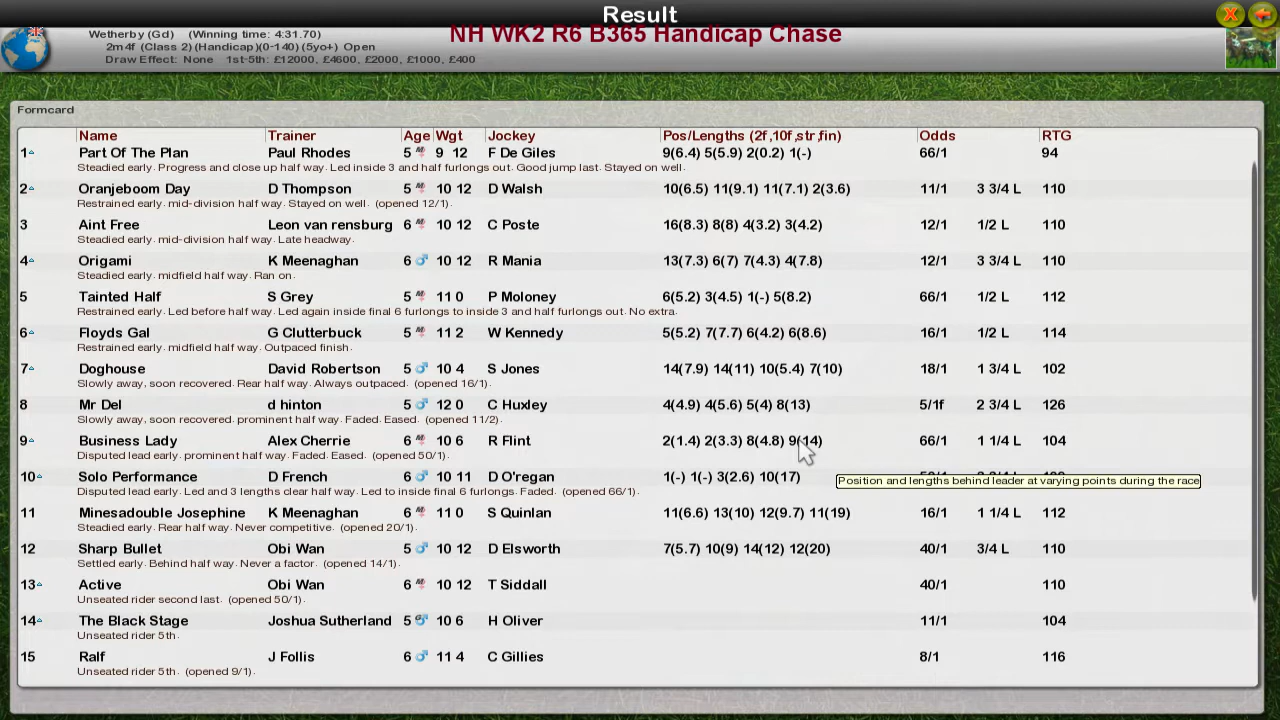 Result
NH WK2 R6 B365 Handicap Chase
Wetherby (Gd) (Winning time: 4:31.70)
2m4f (Class 2) (Handicap)(0-140) (5yo+) Open
Draw Effect: None 1st-5th: £12000, £4600, £2000, £1000, £400
Formcard
Name Trainer Age Wgt Jockey Pos/Lengths (2f,10f,str,fin) Odds RTG
1 Part Of The Plan Paul Rhodes 5 9 12 F De Giles 9(6.4) 5(5.9) 2(0.2) 1(-) 66/1 94
Steadied early. Progress and close up half way. Led inside 3 and half furlongs out. Good jump last. Stayed on well.
2 Oranjeboom Day D Thompson 5 10 12 D Walsh 10(6.5) 11(9.1) 11(7.1) 2(3.6) 11/1 3 3/4 L 110
Restrained early. mid-division half way. Stayed on well. (opened 12/1).
3 Aint Free Leon van rensburg 6 10 12 C Poste 16(8.3) 8(8) 4(3.2) 3(4.2) 12/1 1/2 L 110
Steadied early. mid-division half way. Late headway.
4 Origami K Meenaghan 6 10 12 R Mania 13(7.3) 6(7) 7(4.3) 4(7.8) 12/1 3 3/4 L 110
Steadied early. midfield half way. Ran on.
5 Tainted Half S Grey 5 11 0 P Moloney 6(5.2) 3(4.5) 1(-) 5(8.2) 66/1 1/2 L 112
Restrained early. Led before half way. Led again inside final 6 furlongs to inside 3 and half furlongs out. No extra.
6 Floyds Gal G Clutterbuck 5 11 2 W Kennedy 5(5.2) 7(7.7) 6(4.2) 6(8.6) 16/1 1/2 L 114
Restrained early. midfield half way. Outpaced finish.
7 Doghouse David Robertson 5 10 4 S Jones 14(7.9) 14(11) 10(5.4) 7(10) 18/1 1 3/4 L 102
Slowly away, soon recovered. Rear half way. Always outpaced. (opened 16/1).
8 Mr Del d hinton 5 12 0 C Huxley 4(4.9) 4(5.6) 5(4) 8(13) 5/1f 2 3/4 L 126
Slowly away, soon recovered. prominent half way. Faded. Eased. (opened 11/2).
9 Business Lady Alex Cherrie 6 10 6 R Flint 2(1.4) 2(3.3) 8(4.8) 9(14) 66/1 1 1/4 L 104
Disputed lead early. prominent half way. Faded. Eased. (opened 50/1).
10 Solo Performance D French 6 10 11 D O'regan 1(-) 1(-) 3(2.6) 10(17)
Position and lengths behind leader at varying points during the race
Disputed lead early. Led and 3 lengths clear half way. Led to inside final 6 furlongs. Faded. (opened 66/1).
11 Minesadouble Josephine K Meenaghan 6 11 0 S Quinlan 11(6.6) 13(10) 12(9.7) 11(19) 16/1 1 1/4 L 112
Steadied early. Rear half way. Never competitive. (opened 20/1).
12 Sharp Bullet Obi Wan 5 10 12 D Elsworth 7(5.7) 10(9) 14(12) 12(20) 40/1 3/4 L 110
Settled early. Behind half way. Never a factor. (opened 14/1).
13 Active Obi Wan 6 10 12 T Siddall 40/1 110
Unseated rider second last. (opened 50/1).
14 The Black Stage Joshua Sutherland 5 10 6 H Oliver 11/1 104
Unseated rider 5th.
15 Ralf J Follis 6 11 4 C Gillies 8/1 116
Unseated rider 5th. (opened 9/1).